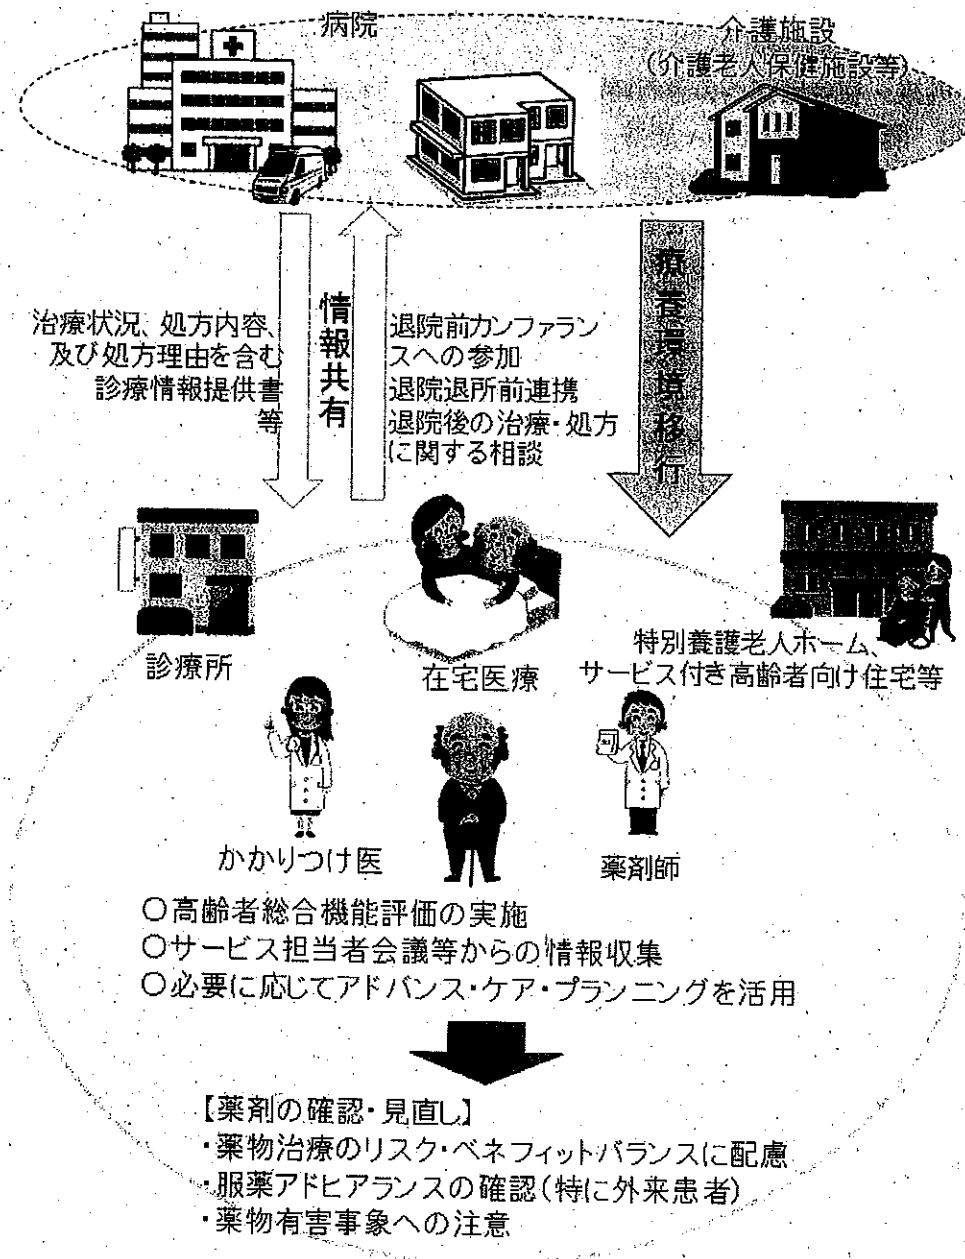 病院
介護施設
(介護老人保健施設等)
治療状況、処方内容、
及び処方理由を含む
診療情報提供書
等
情報共有
退院前カンファラン
スへの参加
退院退所前連携
退院後の治療・処方
に関する相談
療養環境移行
診療所
在宅医療
特別養護老人ホーム、
サービス付き高齢者向け住宅等
かかりつけ医
薬剤師
〇高齢者総合機能評価の実施
〇サービス担当者会議等からの情報収集
〇必要に応じてアドバンス・ケア・プランニングを活用
【薬剤の確認・見直し】
・薬物治療のリスク・ベネフィットバランスに配慮
・服薬アドヒアランスの確認(特に外来患者)
・薬物有害事象への注意